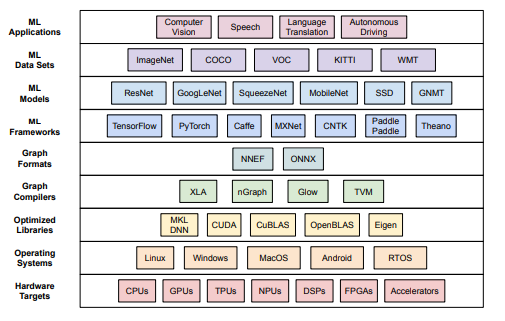 ML
Applications
Computer
Vision
Speech
Language
Translation
Autonomous
Driving
ML
Data Sets
ImageNet
COCO
VOC
KITTI
WMT
ML
Models
ResNet
GoogLeNet
SqueezeNet
MobileNet
SSD
GNMT
ML
Frameworks
TensorFlow
PyTorch
Caffe
MXNet
CNTK
Paddle
Paddle
Theano
Graph
Formats
NNEF
ONNX
Graph
Compilers
XLA
nGraph
Glow
TVM
Optimized
Libraries
MKL
DNN
CUDA
CuBLAS
OpenBLAS
Eigen
Operating
Systems
Linux
Windows
MacOS
Android
RTOS
Hardware
Targets
CPUs
GPUs
TPUs
NPUs
DSPs
FPGAs
Accelerators